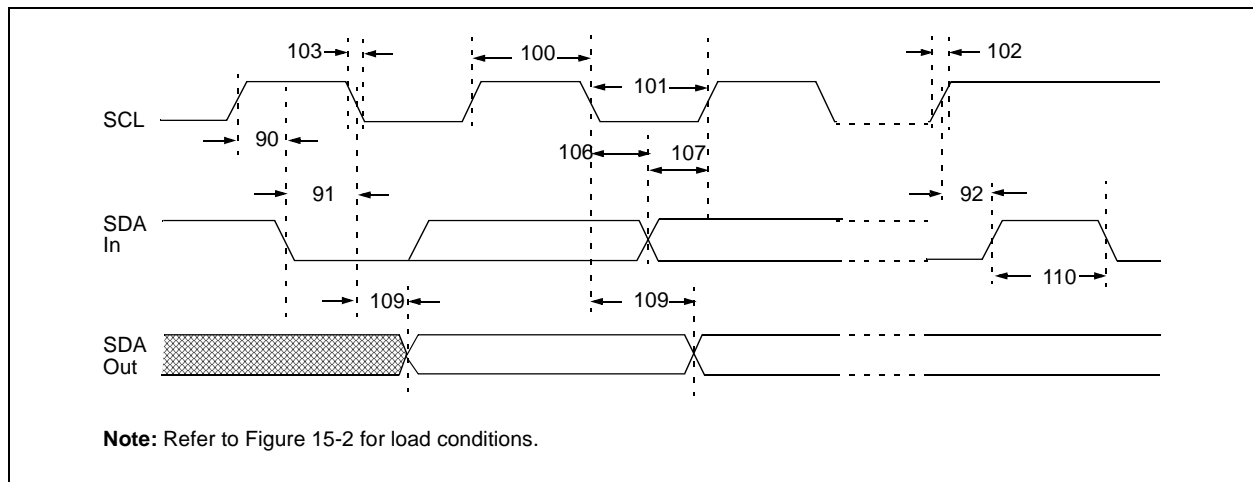 103
100
102
101
SCL
90
106
107
91
92
SDA
In
109
109
110
SDA
Out
Note: Refer to Figure 15-2 for load conditions.